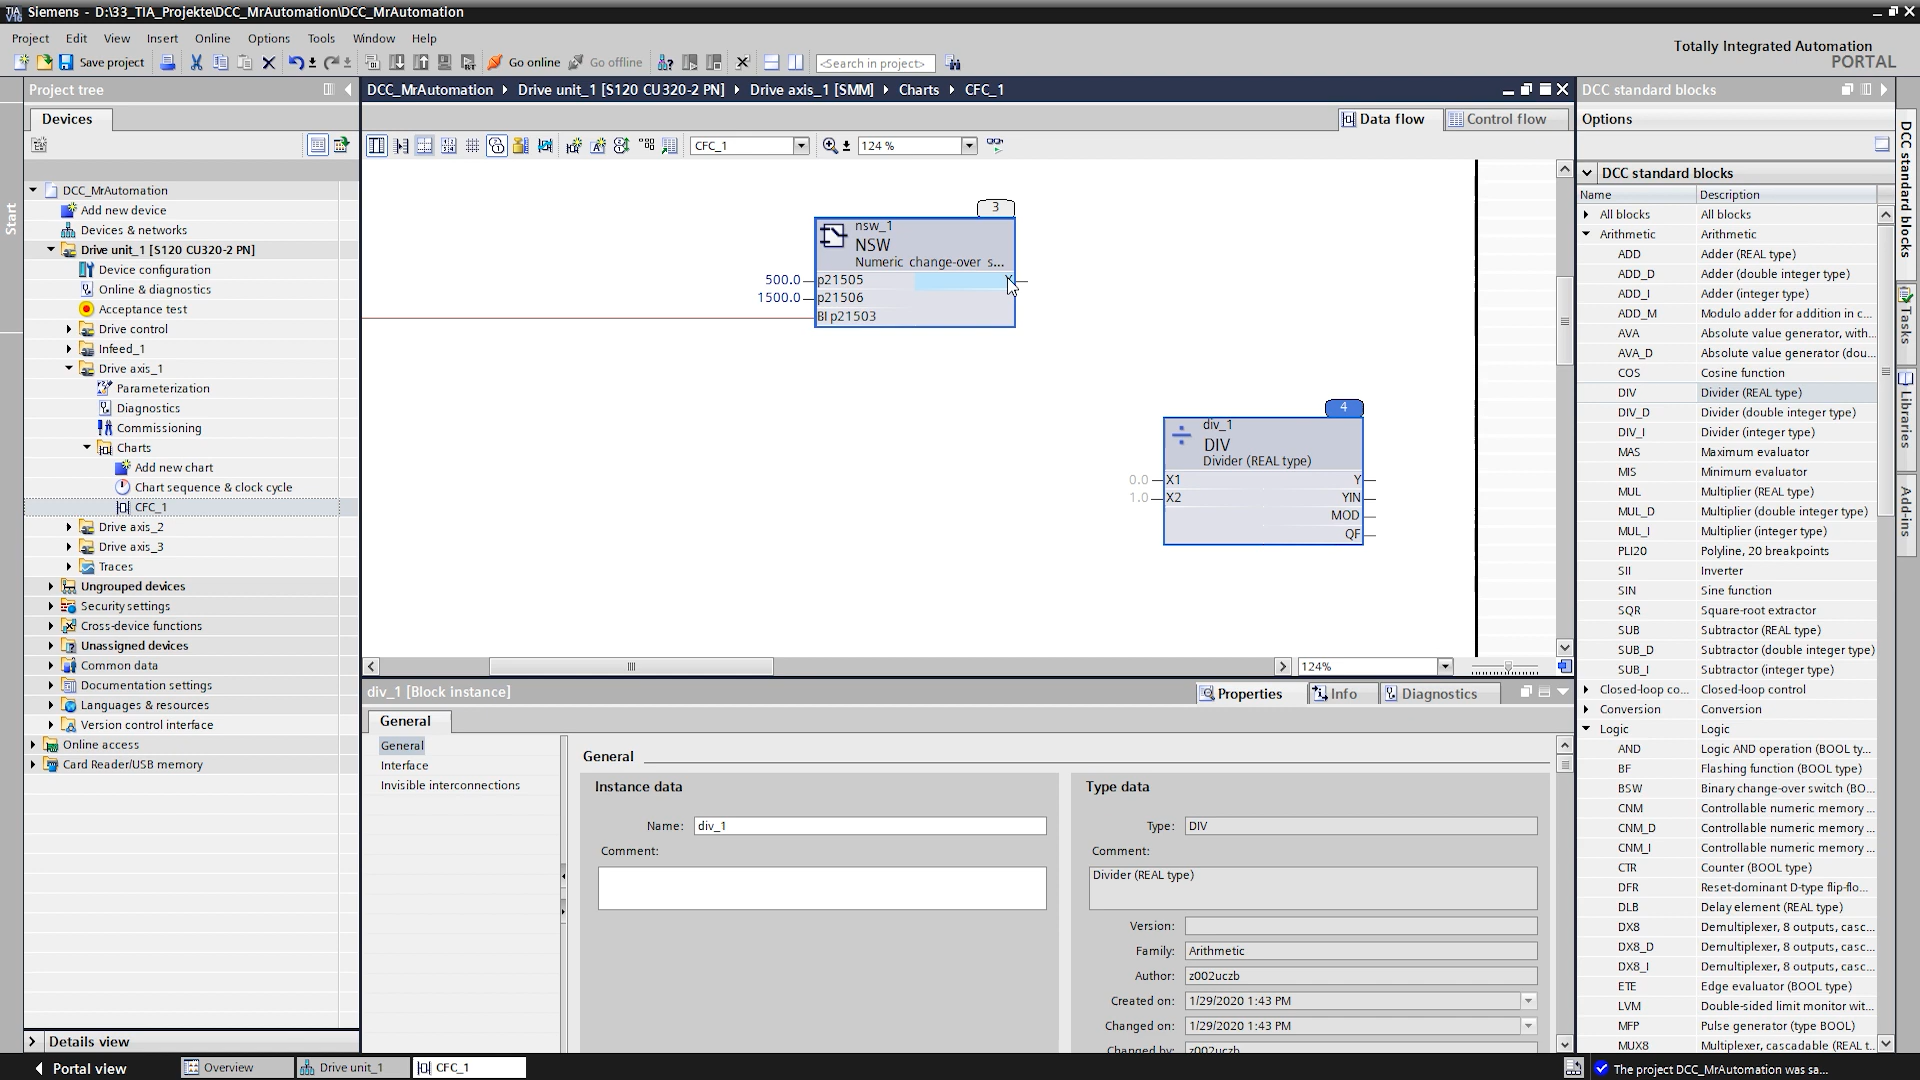 Siemens - D:\33_TIA_Projekte\DCC_MrAutomation\DCC_MrAutomation
TIA
V16
Project Edit View Insert Online Options Tools Window Help
Totally Integrated Automation
PORTAL
Save project
Go online
Go offline
<Search in project>
Project tree
DCC_MrAutomation
Drive unit_1 [S120 CU320-2 PN]
Drive axis_1 [SMM]
Charts
CFC_1
DCC standard blocks
Devices
Data flow
Control flow
Options
CFC_1
124 %
DCC_MrAutomation
Add new device
Devices & networks
Drive unit_1 [S120 CU320-2 PN]
Device configuration
Online & diagnostics
Acceptance test
Drive control
Infeed_1
Drive axis_1
Parameterization
Diagnostics
Commissioning
Charts
Add new chart
Chart sequence & clock cycle
CFC_1
Drive axis_2
Drive axis_3
Traces
Ungrouped devices
Security settings
Cross-device functions
Unassigned devices
Common data
Documentation settings
Languages & resources
Version control interface
Online access
Card Reader/USB memory
Details view
Start
3
nsw_1
NSW
Numeric change-over s...
500.0 p21505 Y
1500.0 p21506
BI p21503
4
div_1
DIV
Divider (REAL type)
0.0 X1 Y
1.0 X2 YIN
MOD
QF
124%
div_1 [Block instance]
Properties
Info
Diagnostics
General
General
Interface
Invisible interconnections
General
Instance data
Name: div_1
Comment:
Type data
Type: DIV
Comment:
Divider (REAL type)
Version:
Family: Arithmetic
Author: z002uczb
Created on: 1/29/2020 1:43 PM
Changed on: 1/29/2020 1:43 PM
Changed by: z002uczb
DCC standard blocks
Name Description
All blocks All blocks
Arithmetic Arithmetic
ADD Adder (REAL type)
ADD_D Adder (double integer type)
ADD_I Adder (integer type)
ADD_M Modulo adder for addition in c...
AVA Absolute value generator, with...
AVA_D Absolute value generator (dou...
COS Cosine function
DIV Divider (REAL type)
DIV_D Divider (double integer type)
DIV_I Divider (integer type)
MAS Maximum evaluator
MIS Minimum evaluator
MUL Multiplier (REAL type)
MUL_D Multiplier (double integer type)
MUL_I Multiplier (integer type)
PLI20 Polyline, 20 breakpoints
SII Inverter
SIN Sine function
SQR Square-root extractor
SUB Subtractor (REAL type)
SUB_D Subtractor (double integer type)
SUB_I Subtractor (integer type)
Closed-loop co... Closed-loop control
Conversion Conversion
Logic Logic
AND Logic AND operation (BOOL ty...
BF Flashing function (BOOL type)
BSW Binary change-over switch (BO...
CNM Controllable numeric memory ...
CNM_D Controllable numeric memory ...
CNM_I Controllable numeric memory ...
CTR Counter (BOOL type)
DFR Reset-dominant D-type flip-flo...
DLB Delay element (REAL type)
DX8 Demultiplexer, 8 outputs, casc...
DX8_D Demultiplexer, 8 outputs, casc...
DX8_I Demultiplexer, 8 outputs, casc...
ETE Edge evaluator (BOOL type)
LVM Double-sided limit monitor wit...
MFP Pulse generator (type BOOL)
MUX8 Multiplexer, cascadable (REAL t...
DCC standard blocks
Tasks
Libraries
Add-ins
Portal view
Overview
Drive unit_1
CFC_1
The project DCC_MrAutomation was sa...